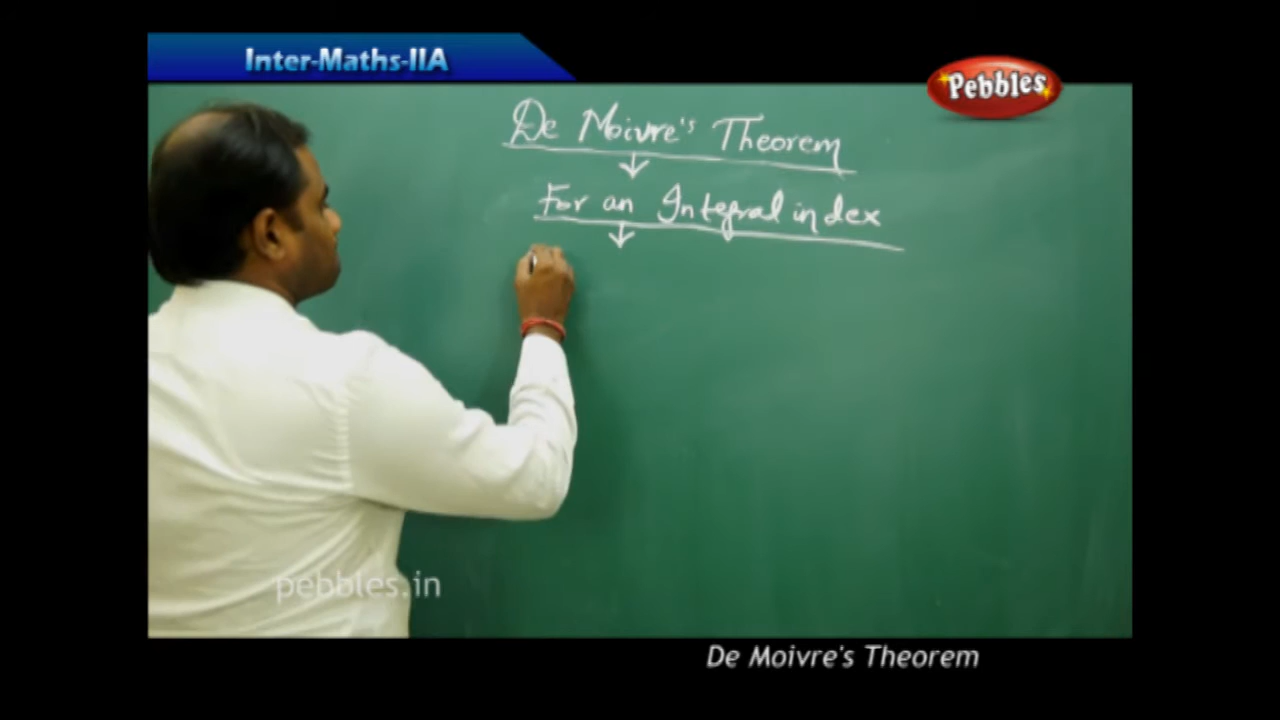 Inter-Maths-IIA
Pebbles
De Moivre's Theorem
For an Integral index
pebbles.in
De Moivre's Theorem